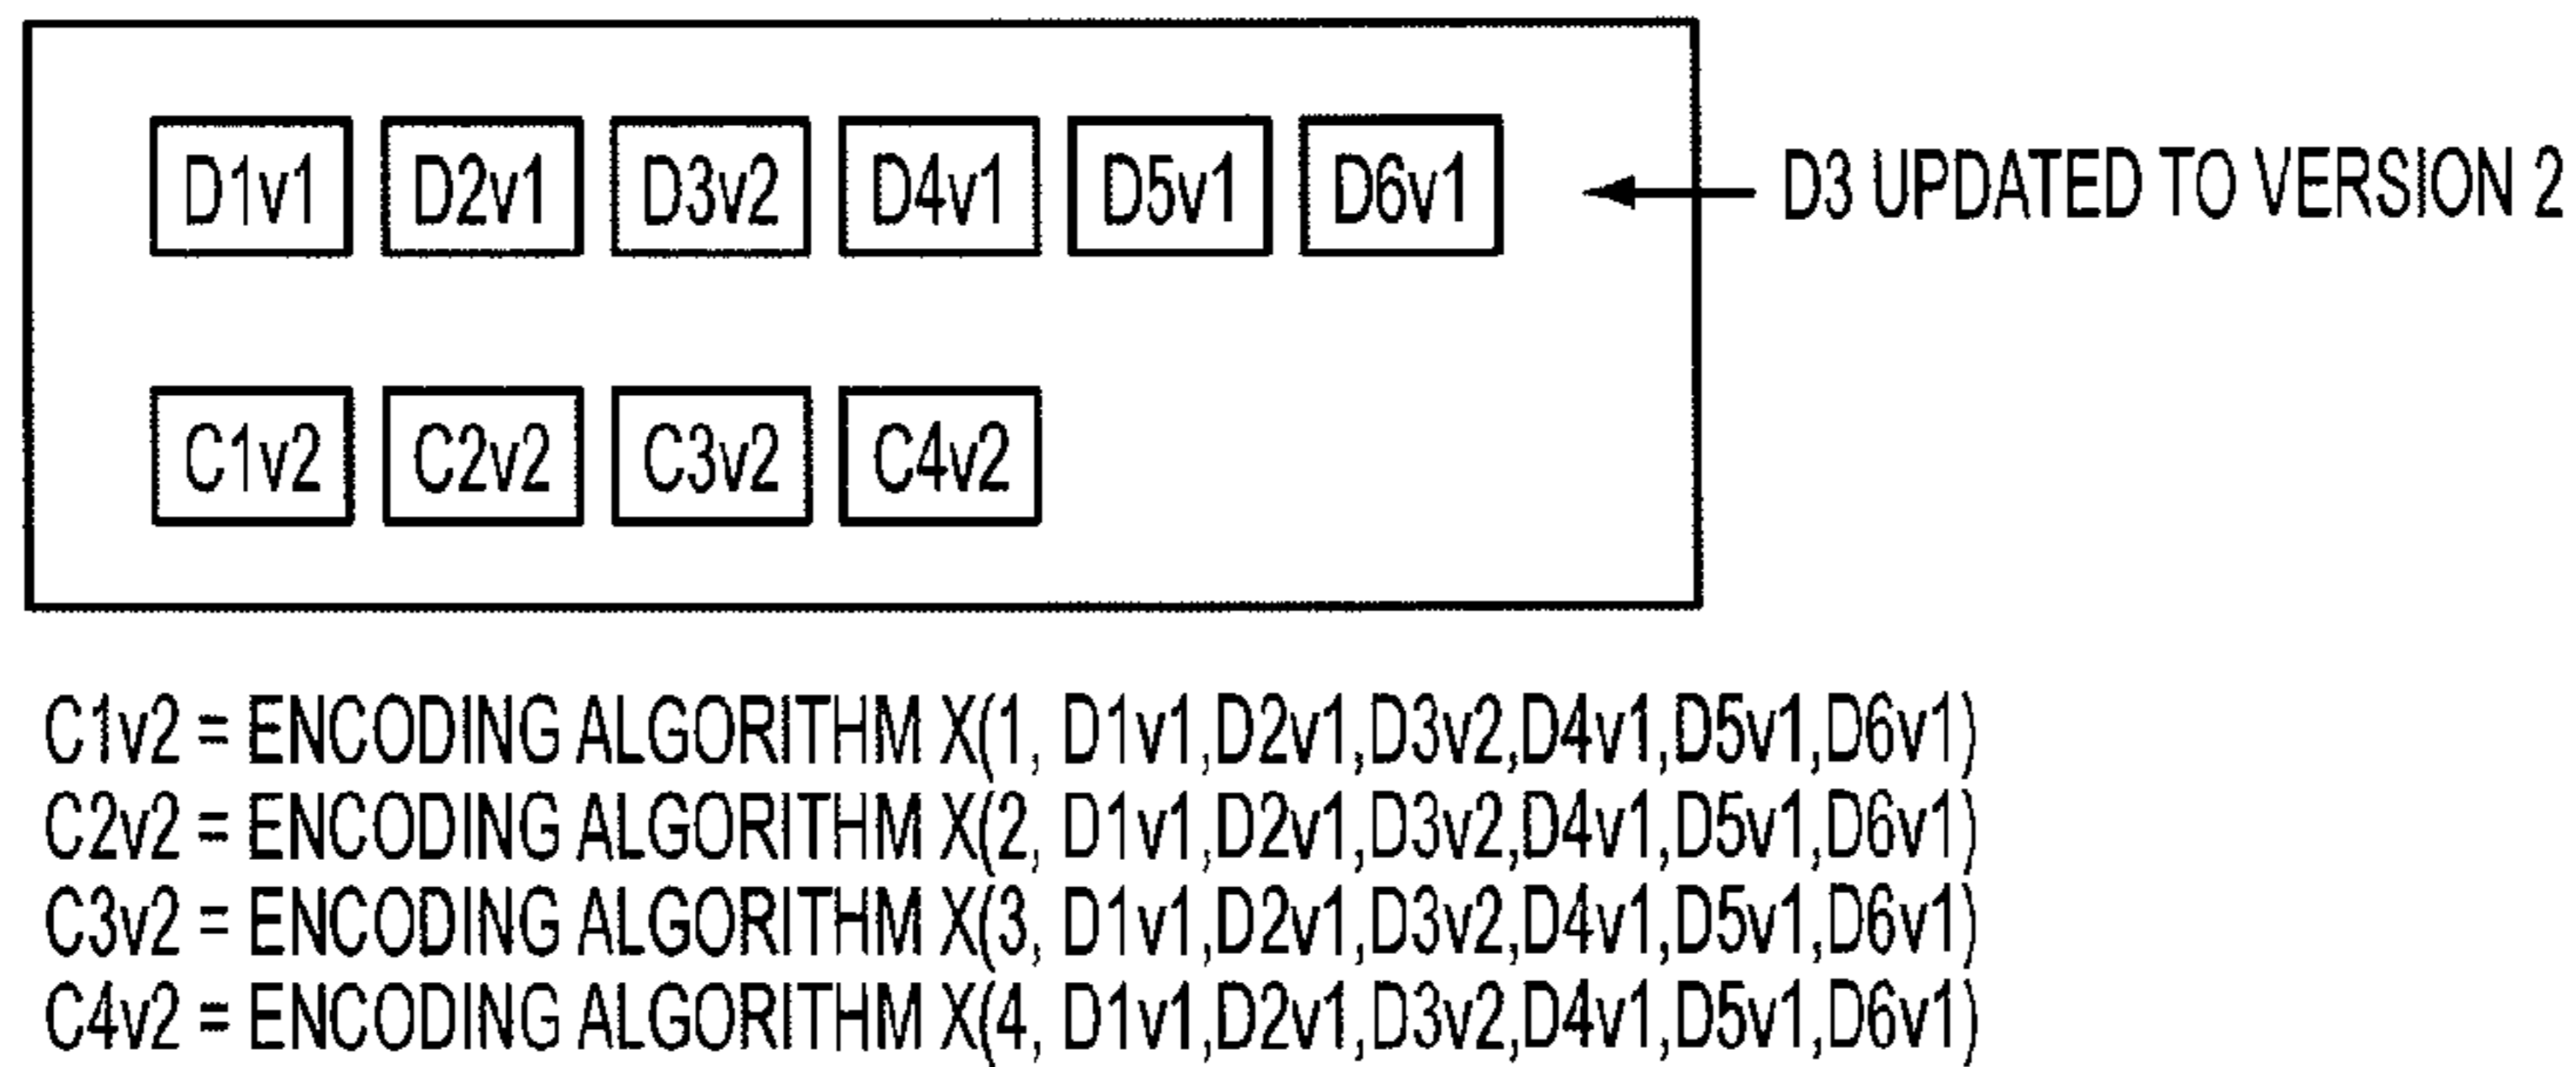 D1v1 D2v1 D3v2 D4v1 D5v1 D6v1 D3 UPDATED TO VERSION 2
C1v2 C2v2 C3v2 C4v2
C1v2 = ENCODING ALGORITHM X(1, D1v1,D2v1,D3v2,D4v1,D5v1,D6v1)
C2v2 = ENCODING ALGORITHM X(2, D1v1,D2v1,D3v2,D4v1,D5v1,D6v1)
C3v2 = ENCODING ALGORITHM X(3, D1v1,D2v1,D3v2,D4v1,D5v1,D6v1)
C4v2 = ENCODING ALGORITHM X(4, D1v1,D2v1,D3v2,D4v1,D5v1,D6v1)